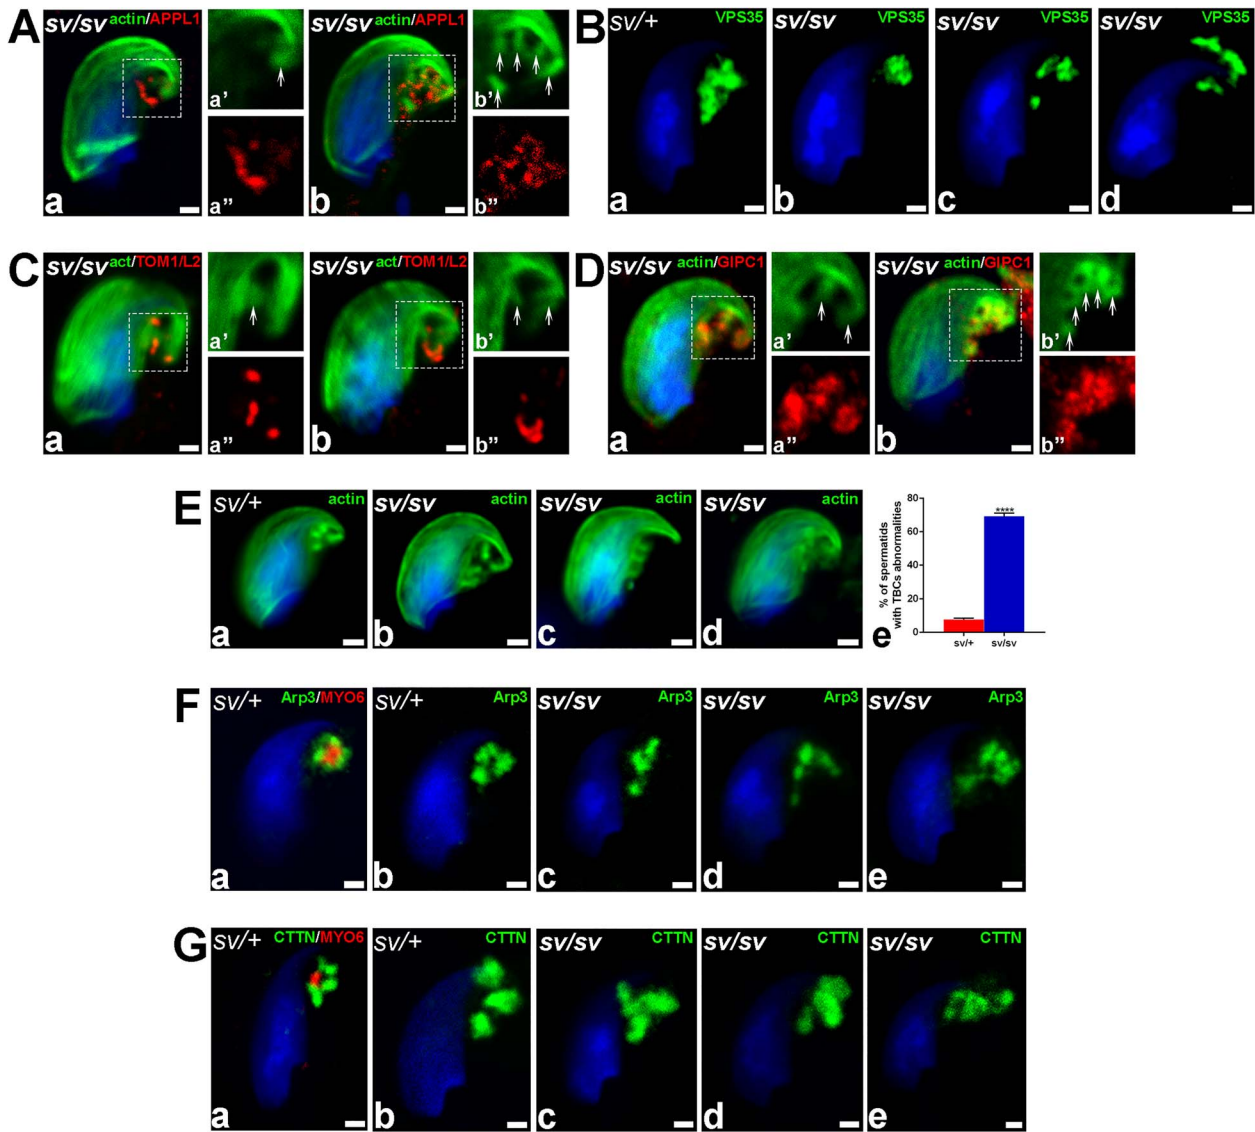 A
sv/sv actin/APPL1
a
a’
a”
sv/sv actin/APPL1
b
b’
b”
B
sv/+ VPS35
a
sv/sv VPS35
b
sv/sv VPS35
c
sv/sv VPS35
d
C
sv/sv act/TOM1/L2
a
a’
a”
sv/sv act/TOM1/L2
b
b’
b”
D
sv/sv actin/GIPC1
a
a’
a”
sv/sv actin/GIPC1
b
b’
b”
E
sv/+ actin
a
sv/sv actin
b
sv/sv actin
c
sv/sv actin
d
e
% of spermatids
with TBCs abnormalities
80
60
40
20
0
****
sv/+
sv/sv
F
sv/+ Arp3/MYO6
a
sv/+ Arp3
b
sv/sv Arp3
c
sv/sv Arp3
d
sv/sv Arp3
e
G
sv/+ CTTN/MYO6
a
sv/+ CTTN
b
sv/sv CTTN
c
sv/sv CTTN
d
sv/sv CTTN
e